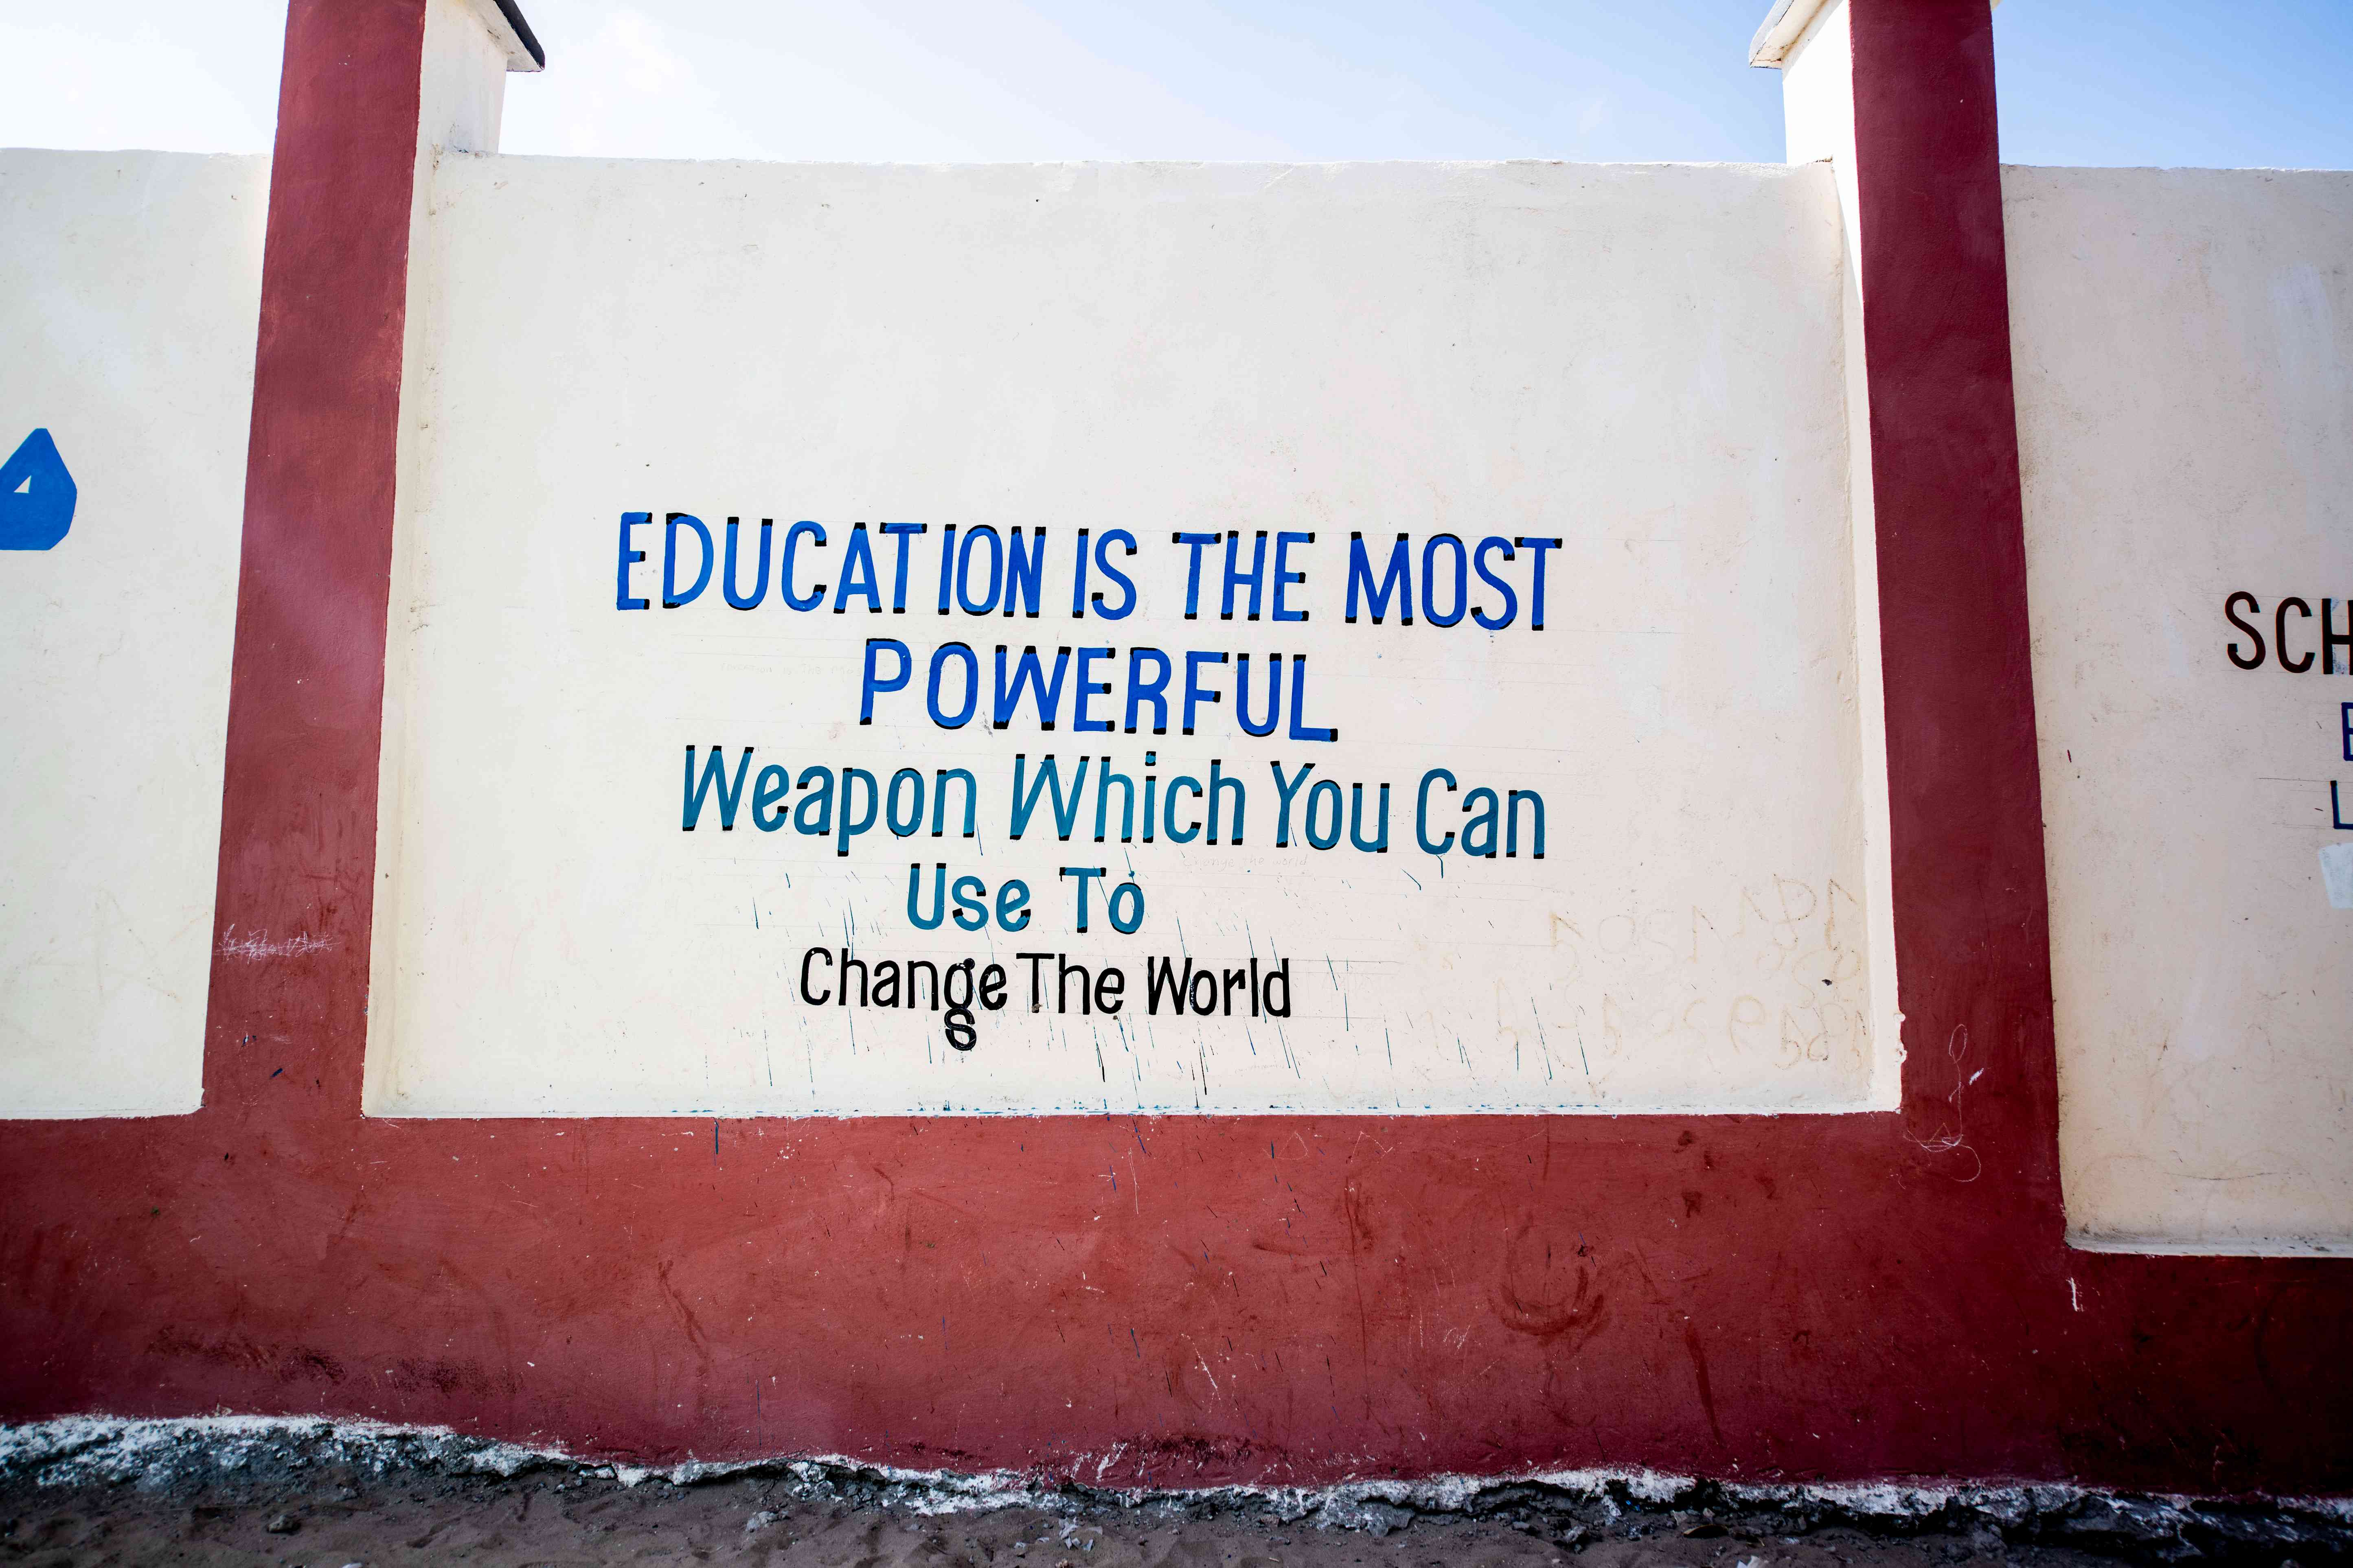 EDUCATION IS THE MOST
POWERFUL
Weapon Which You Can
Use To
Change The World
SCH